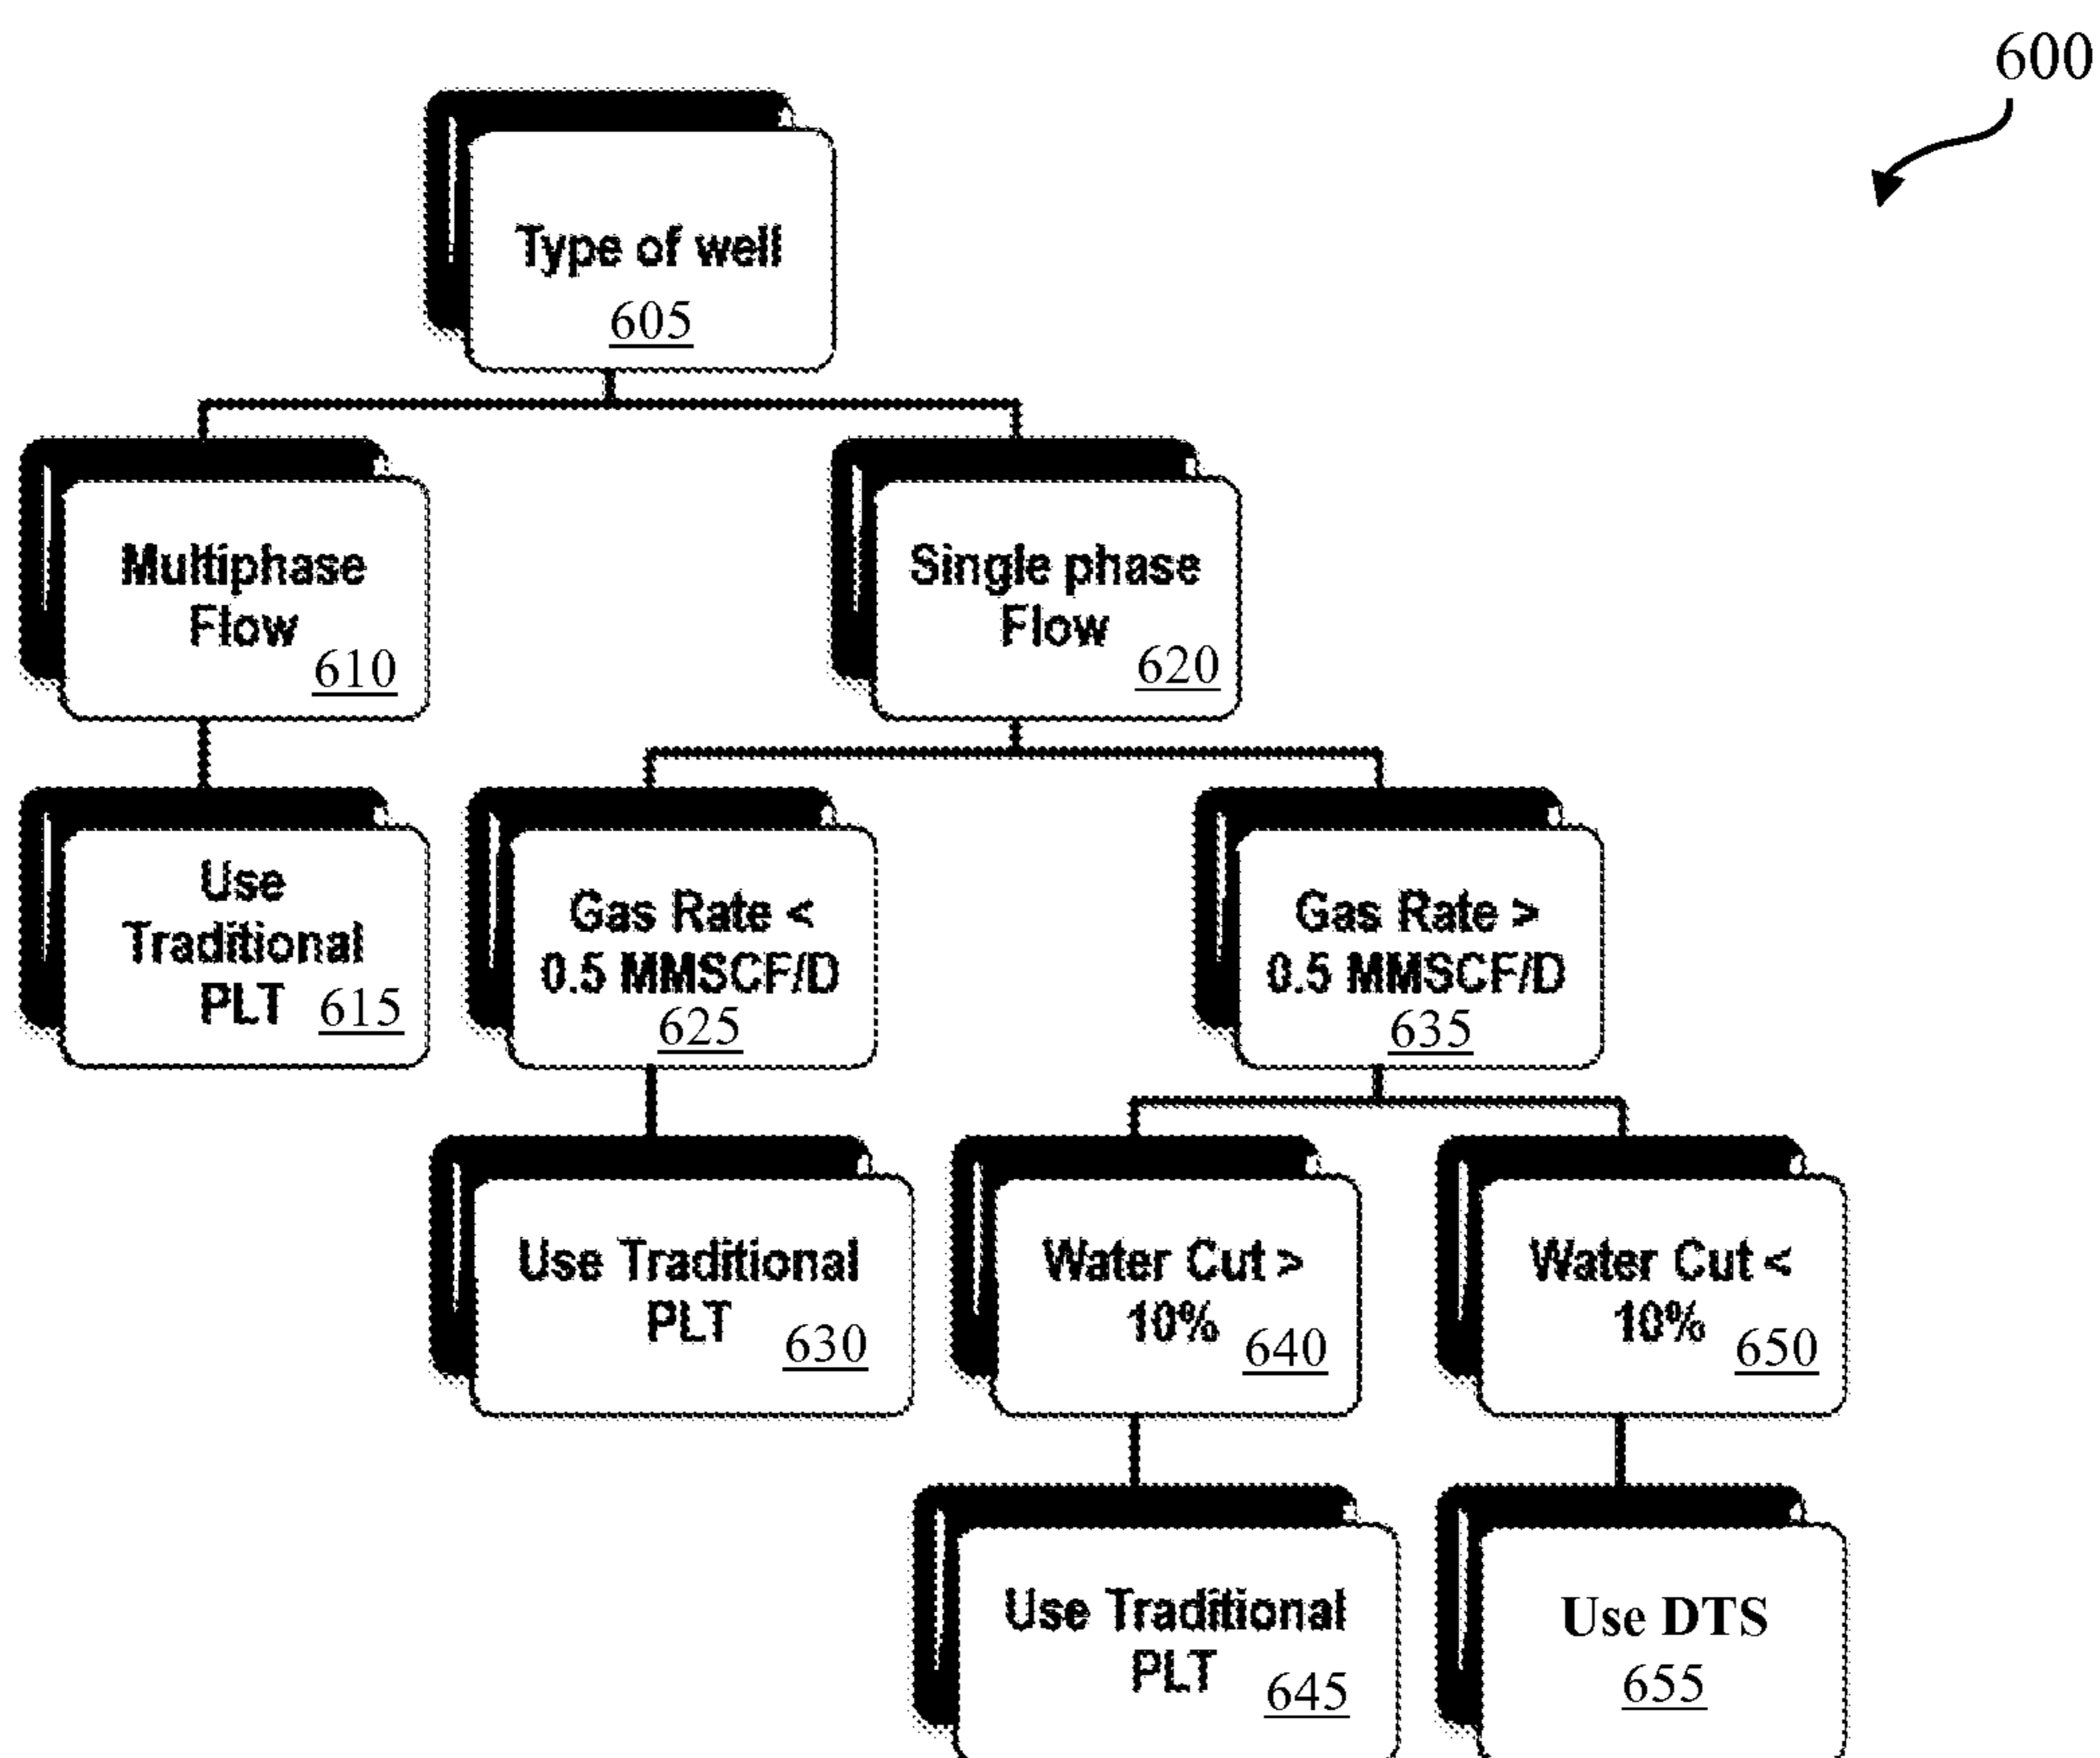 600
Type of well
605
Multiphase
Flow
610
Single phase
Flow
620
Use
Traditional
PLT 615
Gas Rate <
0.5 MMSCF/D
625
Gas Rate >
0.5 MMSCF/D
635
Use Traditional
PLT 630
Water Cut >
10% 640
Water Cut <
10% 650
Use Traditional
PLT 645
Use DTS
655